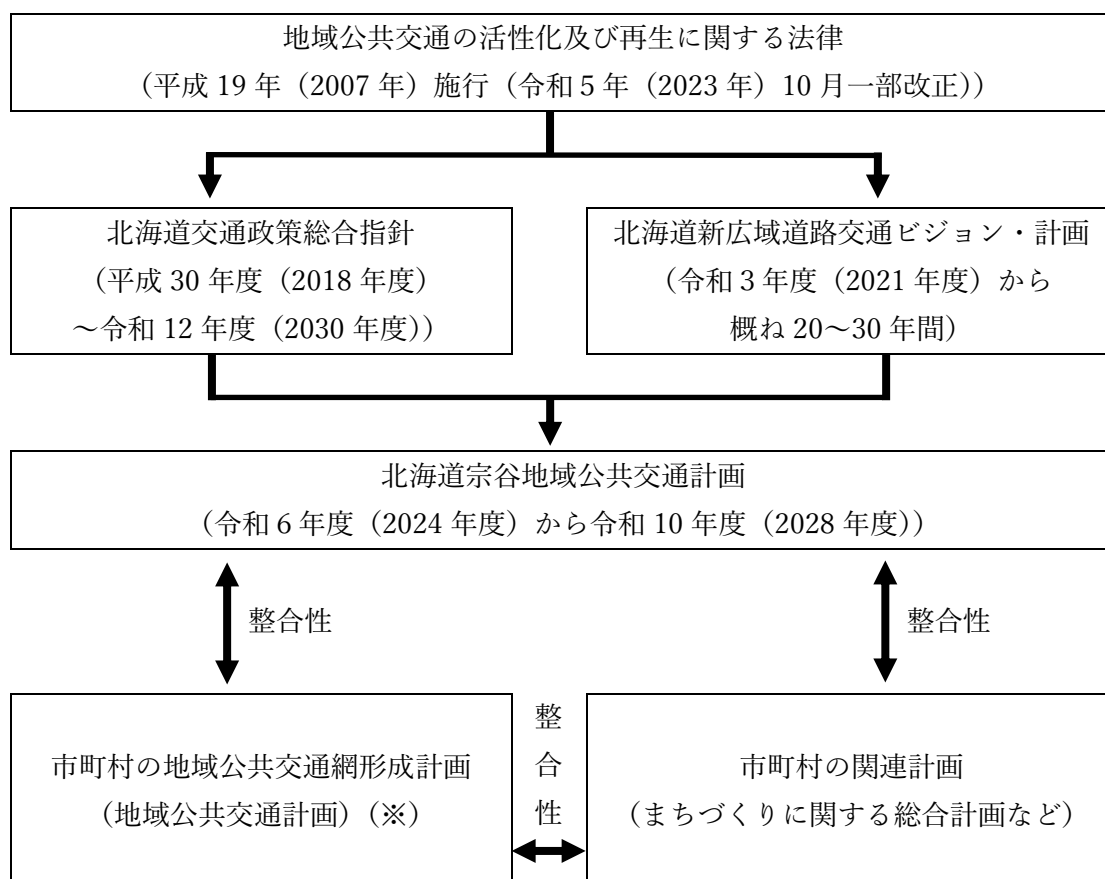 地域公共交通の活性化及び再生に関する法律
（平成 19 年（2007 年）施行（令和 5 年（2023 年）10 月一部改正））
北海道交通政策総合指針
（平成 30 年度（2018 年度）
～令和 12 年度（2030 年度））
北海道新広域道路交通ビジョン・計画
（令和 3 年度（2021 年度）から
概ね 20～30 年間）
北海道宗谷地域公共交通計画
（令和 6 年度（2024 年度）から令和 10 年度（2028 年度））
整合性
整合性
市町村の地域公共交通網形成計画
（地域公共交通計画）（※）
整合性
市町村の関連計画
（まちづくりに関する総合計画など）